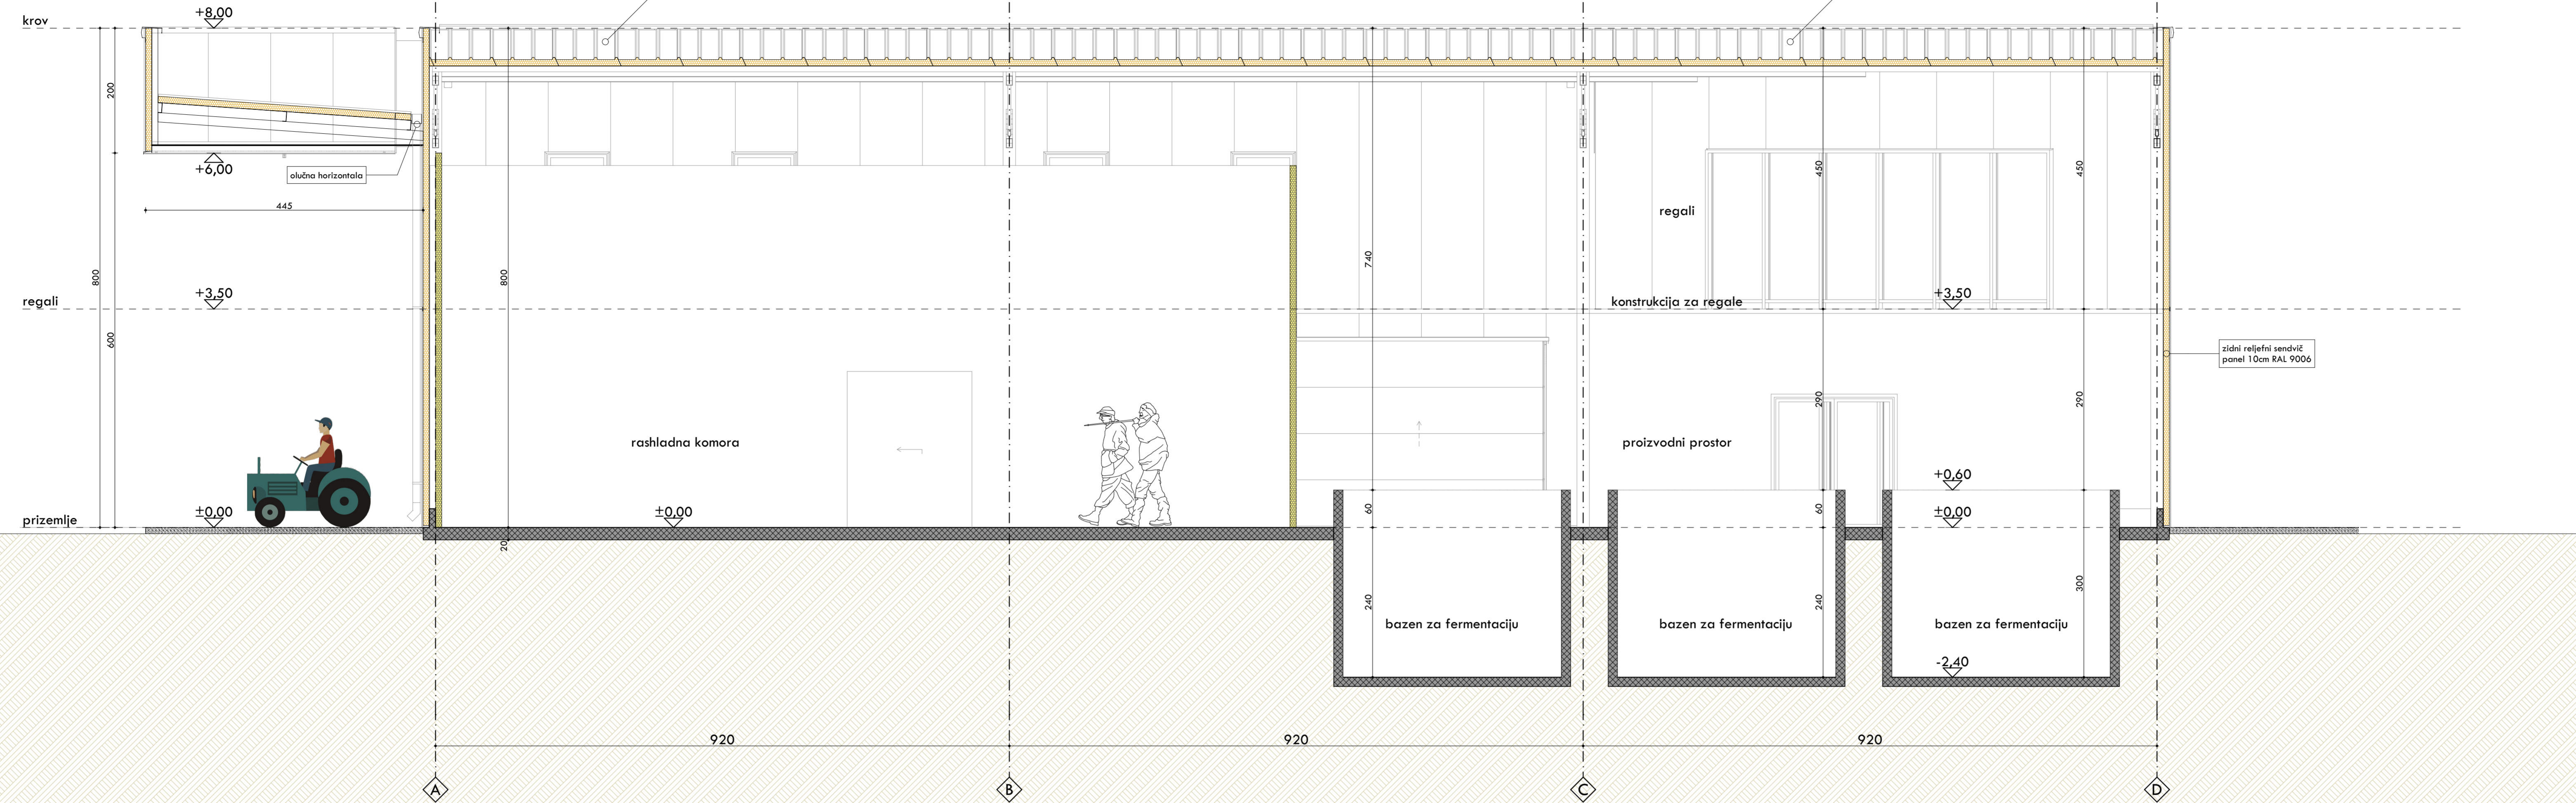 krov
+8,00
200
+6,00
olučna horizontala
445
800
800
740
450
450
regali
regali
+3,50
konstrukcija za regale
+3,50
600
zidni reljefni sendvič
panel 10cm RAL 9006
290
290
rashladna komora
proizvodni prostor
+0,60
prizemlje
±0,00
±0,00
60
60
±0,00
20
240
240
300
bazen za fermentaciju
bazen za fermentaciju
bazen za fermentaciju
-2,40
920
920
920
A
B
C
D